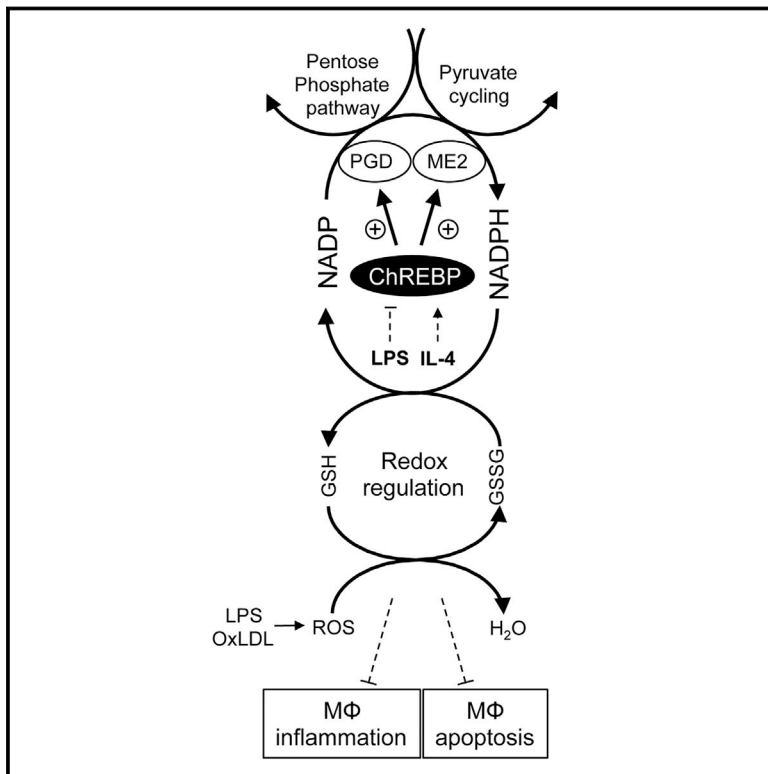 Pentose
Phosphate
pathway
Pyruvate
cycling
PGD
ME2
NADP
NADPH
+
+
ChREBP
LPS IL-4
GSH
Redox
regulation
GSSG
LPS
OxLDL
ROS
H₂O
MΦ
inflammation
MΦ
apoptosis